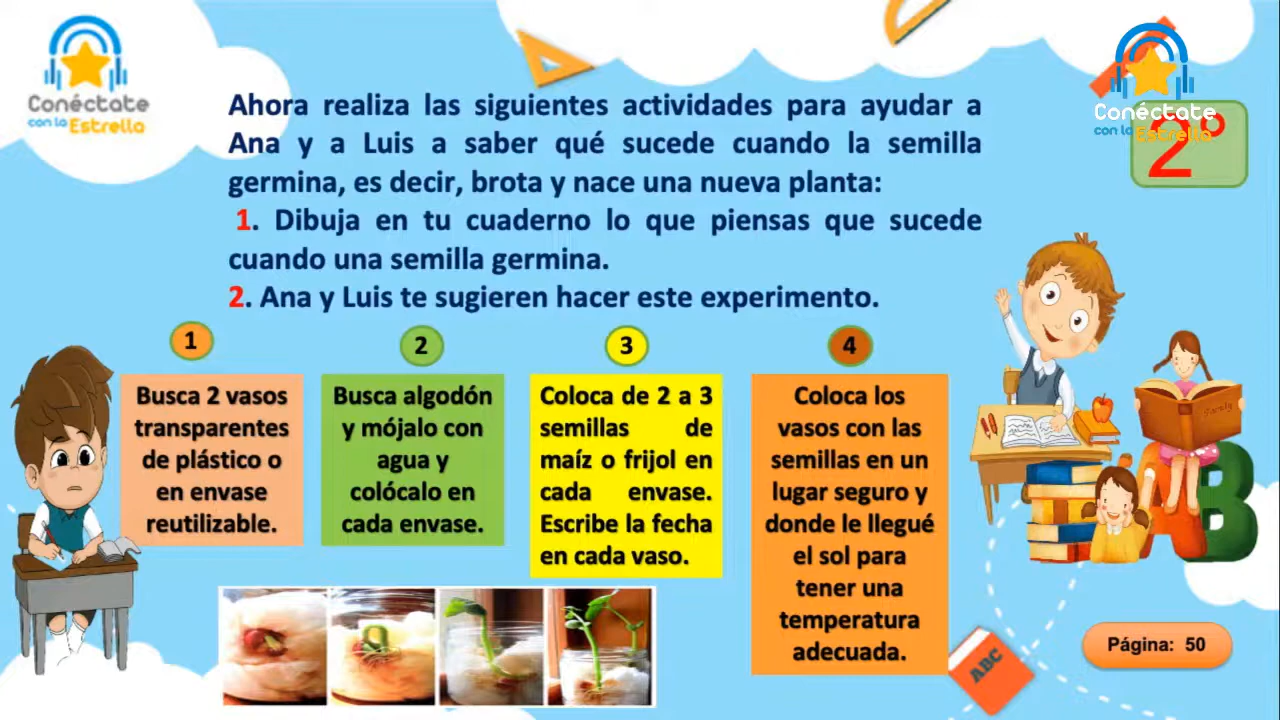 Conéctate
con la Estrella
Conéctate
con la Estrella
2º
Ahora realiza las siguientes actividades para ayudar a
Ana y a Luis a saber qué sucede cuando la semilla
germina, es decir, brota y nace una nueva planta:
1. Dibuja en tu cuaderno lo que piensas que sucede
cuando una semilla germina.
2. Ana y Luis te sugieren hacer este experimento.
1
Busca 2 vasos
transparentes
de plástico o
en envase
reutilizable.
2
Busca algodón
y mójalo con
agua y
colócalo en
cada envase.
3
Coloca de 2 a 3
semillas de
maíz o frijol en
cada envase.
Escribe la fecha
en cada vaso.
4
Coloca los
vasos con las
semillas en un
lugar seguro y
donde le llegué
el sol para
tener una
temperatura
adecuada.
AB
ABC
Página: 50